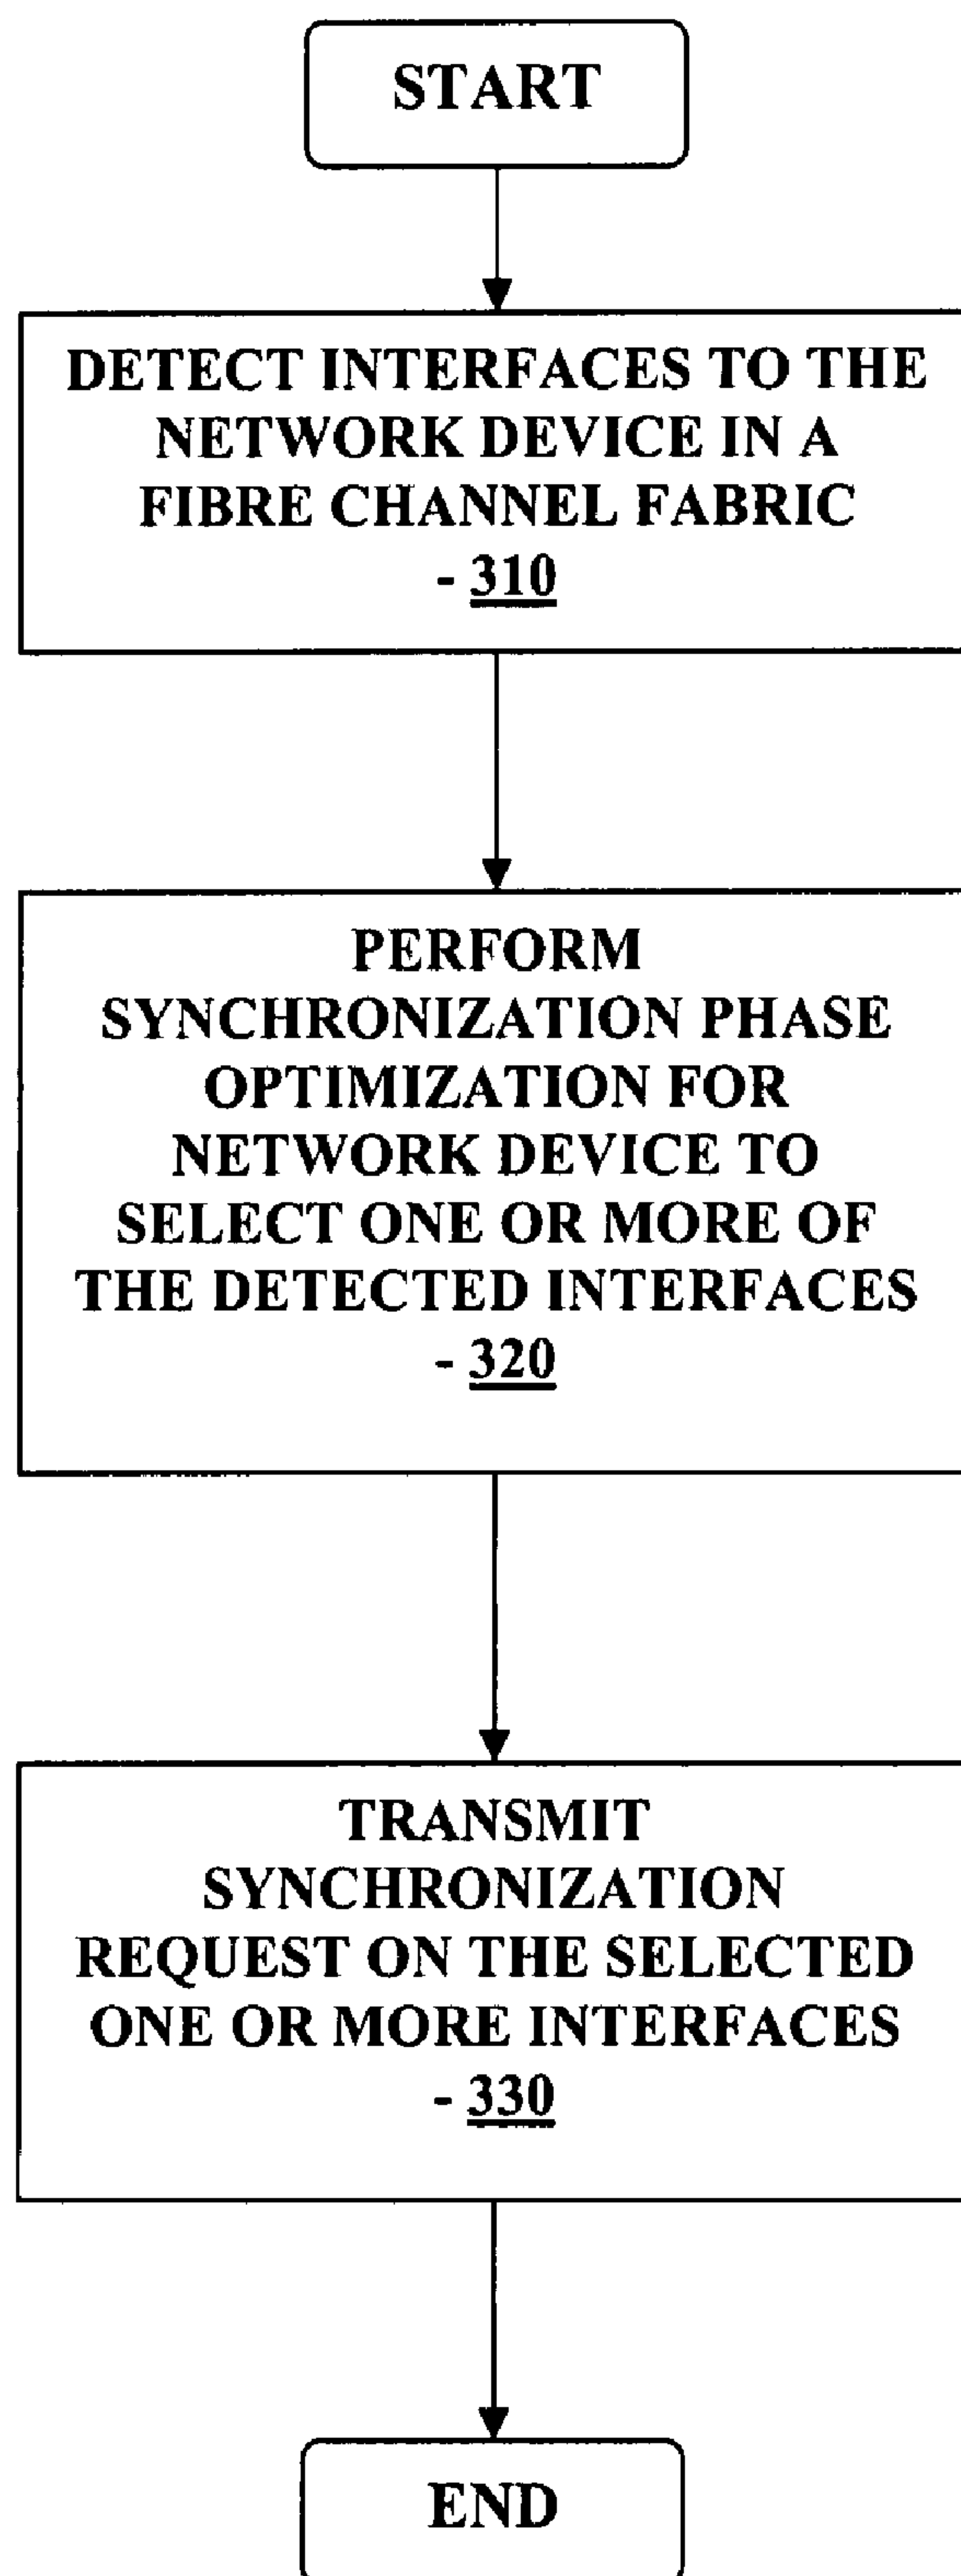 START
DETECT INTERFACES TO THE
NETWORK DEVICE IN A
FIBRE CHANNEL FABRIC
- 310
PERFORM
SYNCHRONIZATION PHASE
OPTIMIZATION FOR
NETWORK DEVICE TO
SELECT ONE OR MORE OF
THE DETECTED INTERFACES
- 320
TRANSMIT
SYNCHRONIZATION
REQUEST ON THE SELECTED
ONE OR MORE INTERFACES
- 330
END